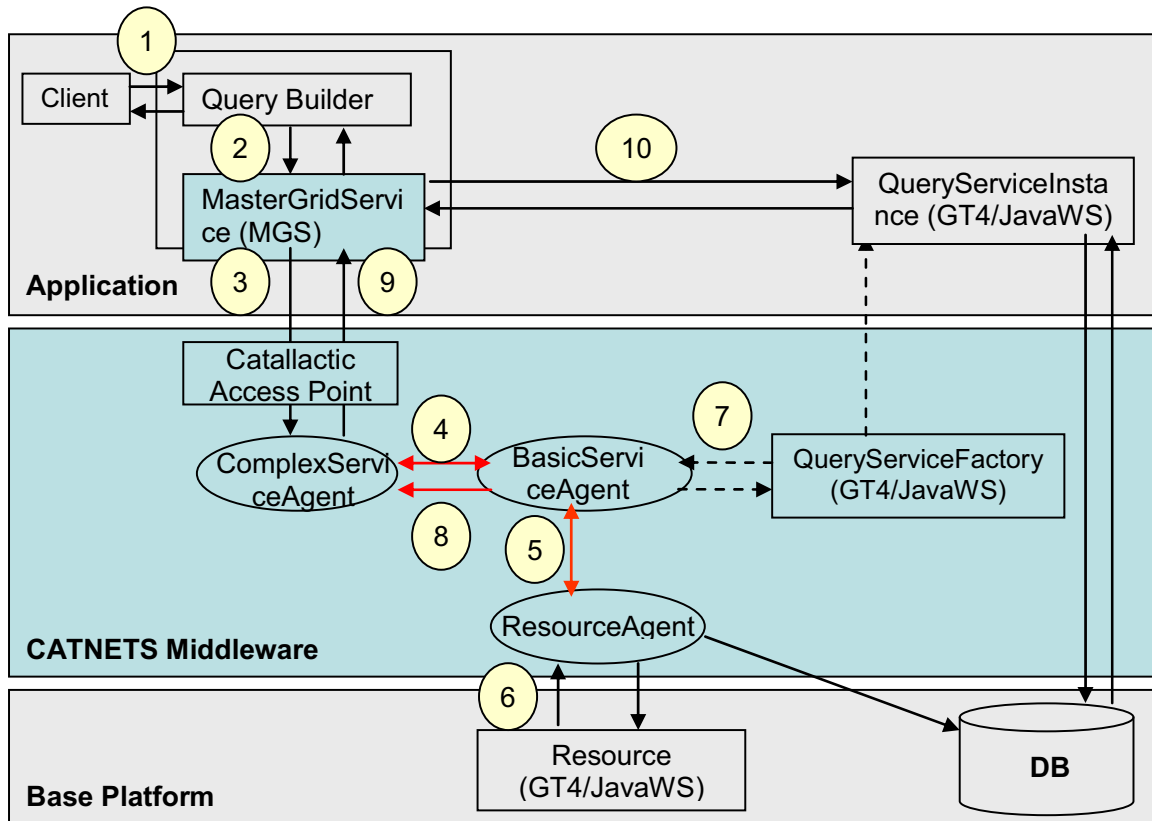 1
Client
Query Builder
2
10
MasterGridServi
ce (MGS)
QueryServiceInsta
nce (GT4/JavaWS)
3
9
Application
Catallactic
Access Point
4
7
ComplexServi
ceAgent
BasicServi
ceAgent
QueryServiceFactory
(GT4/JavaWS)
8
5
ResourceAgent
CATNETS Middleware
6
Resource
(GT4/JavaWS)
DB
Base Platform